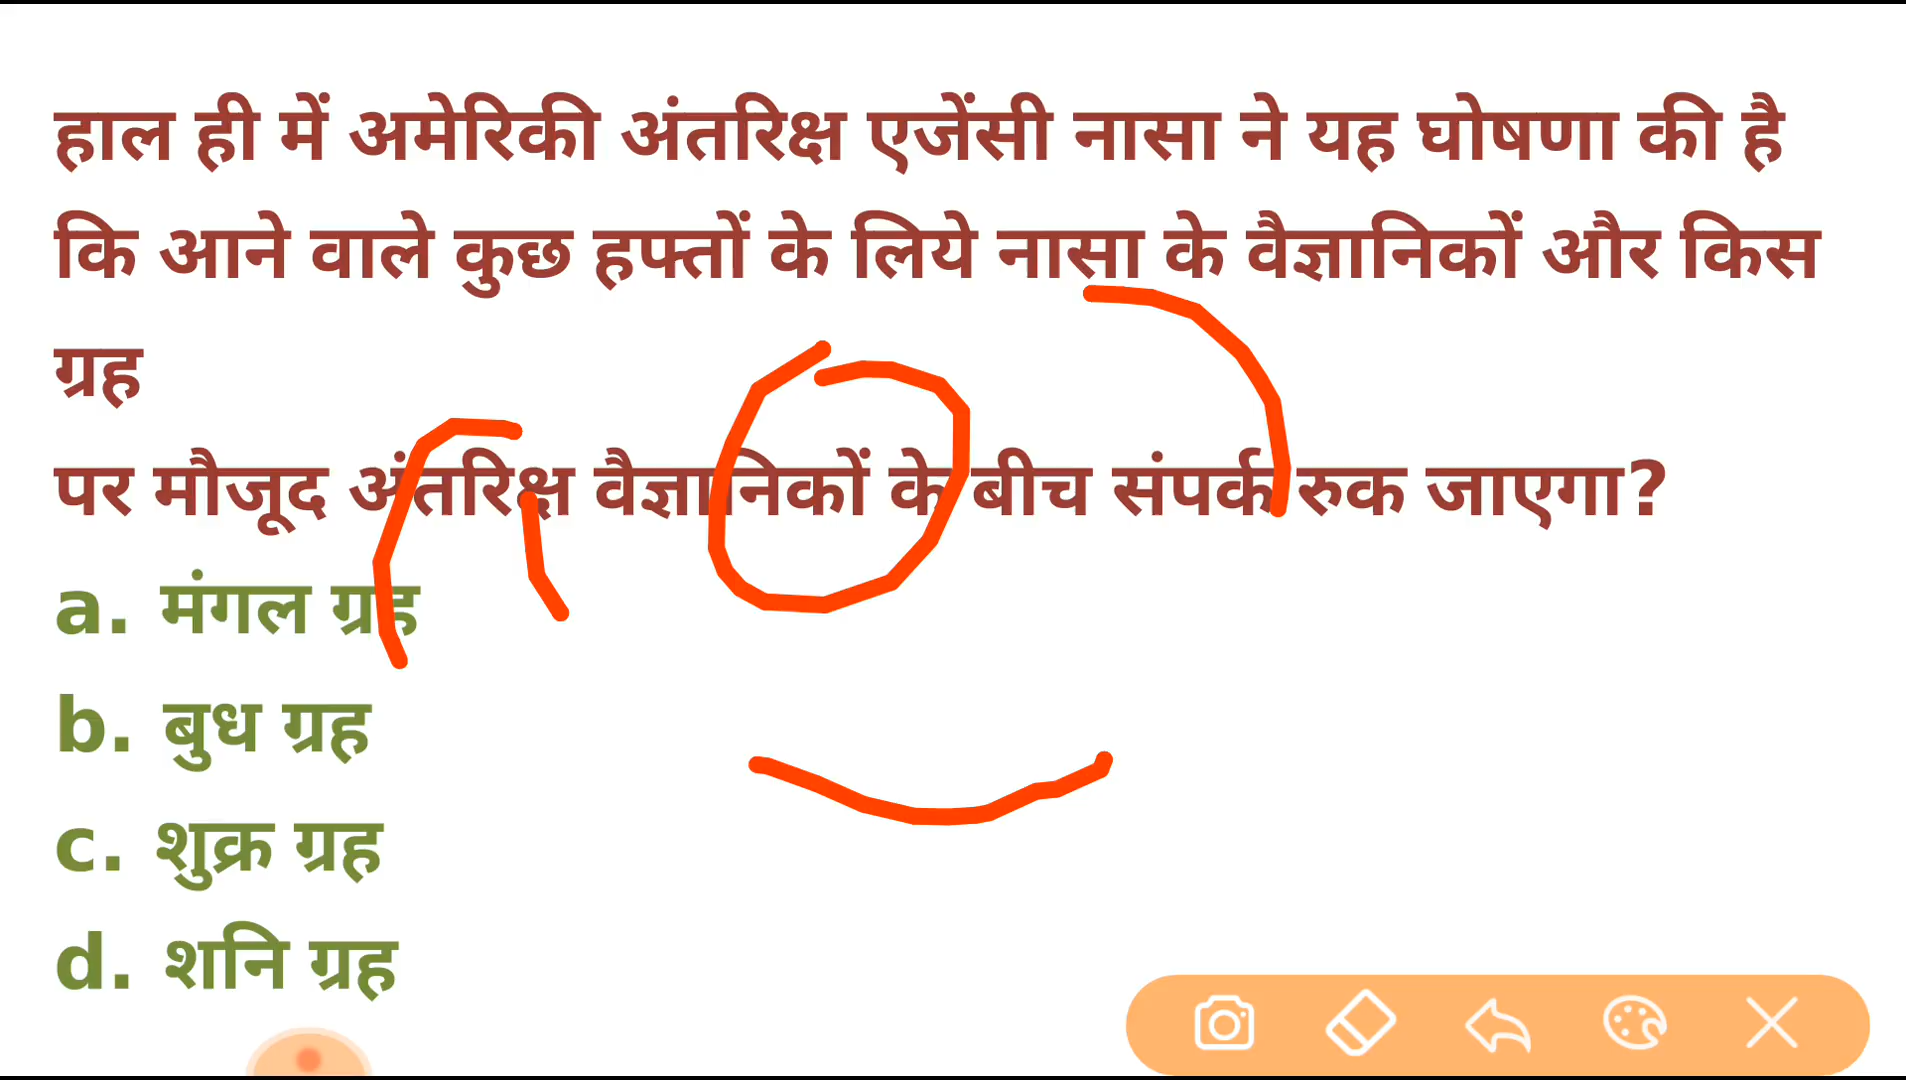 हाल ही में अमेरिकी अंतरिक्ष एजेंसी नासा ने यह घोषणा की है
कि आने वाले कुछ हफ्तों के लिये नासा के वैज्ञानिकों और किस
ग्रह
पर मौजूद अंतरिक्ष वैज्ञानिकों के बीच संपर्क रुक जाएगा?
a. मंगल ग्रह
b. बुध ग्रह
c. शुक्र ग्रह
d. शनि ग्रह